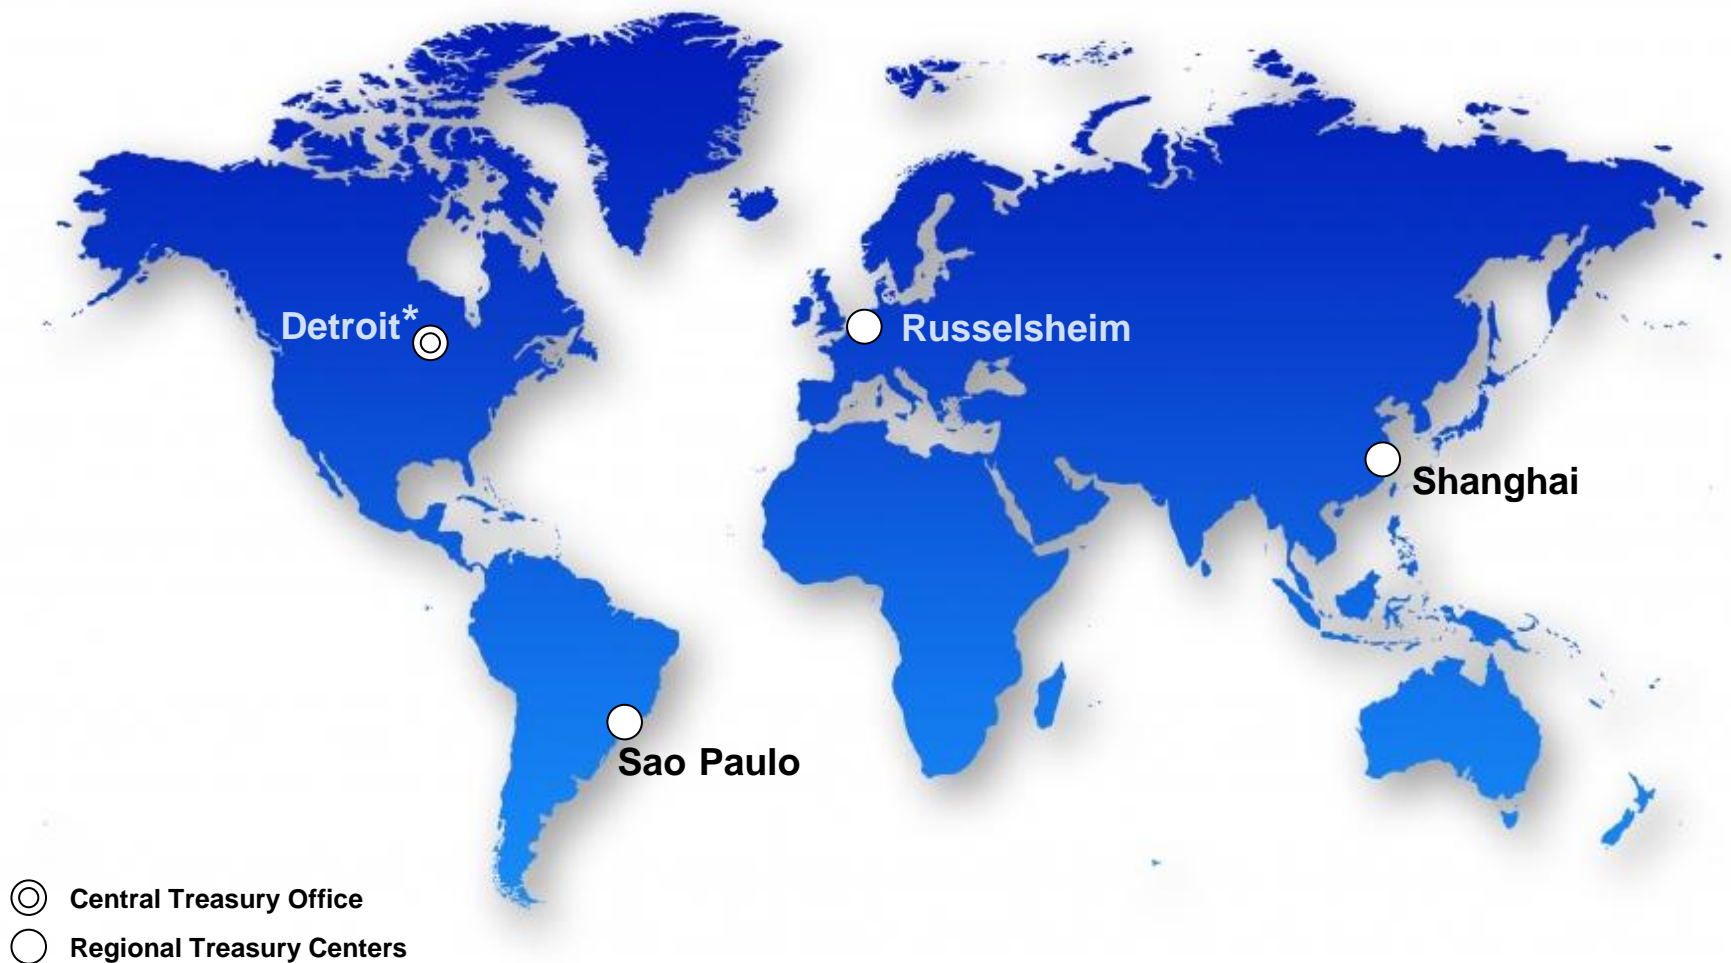 Detroit*
Russelsheim
Shanghai
Sao Paulo
Central Treasury Office
Regional Treasury Centers